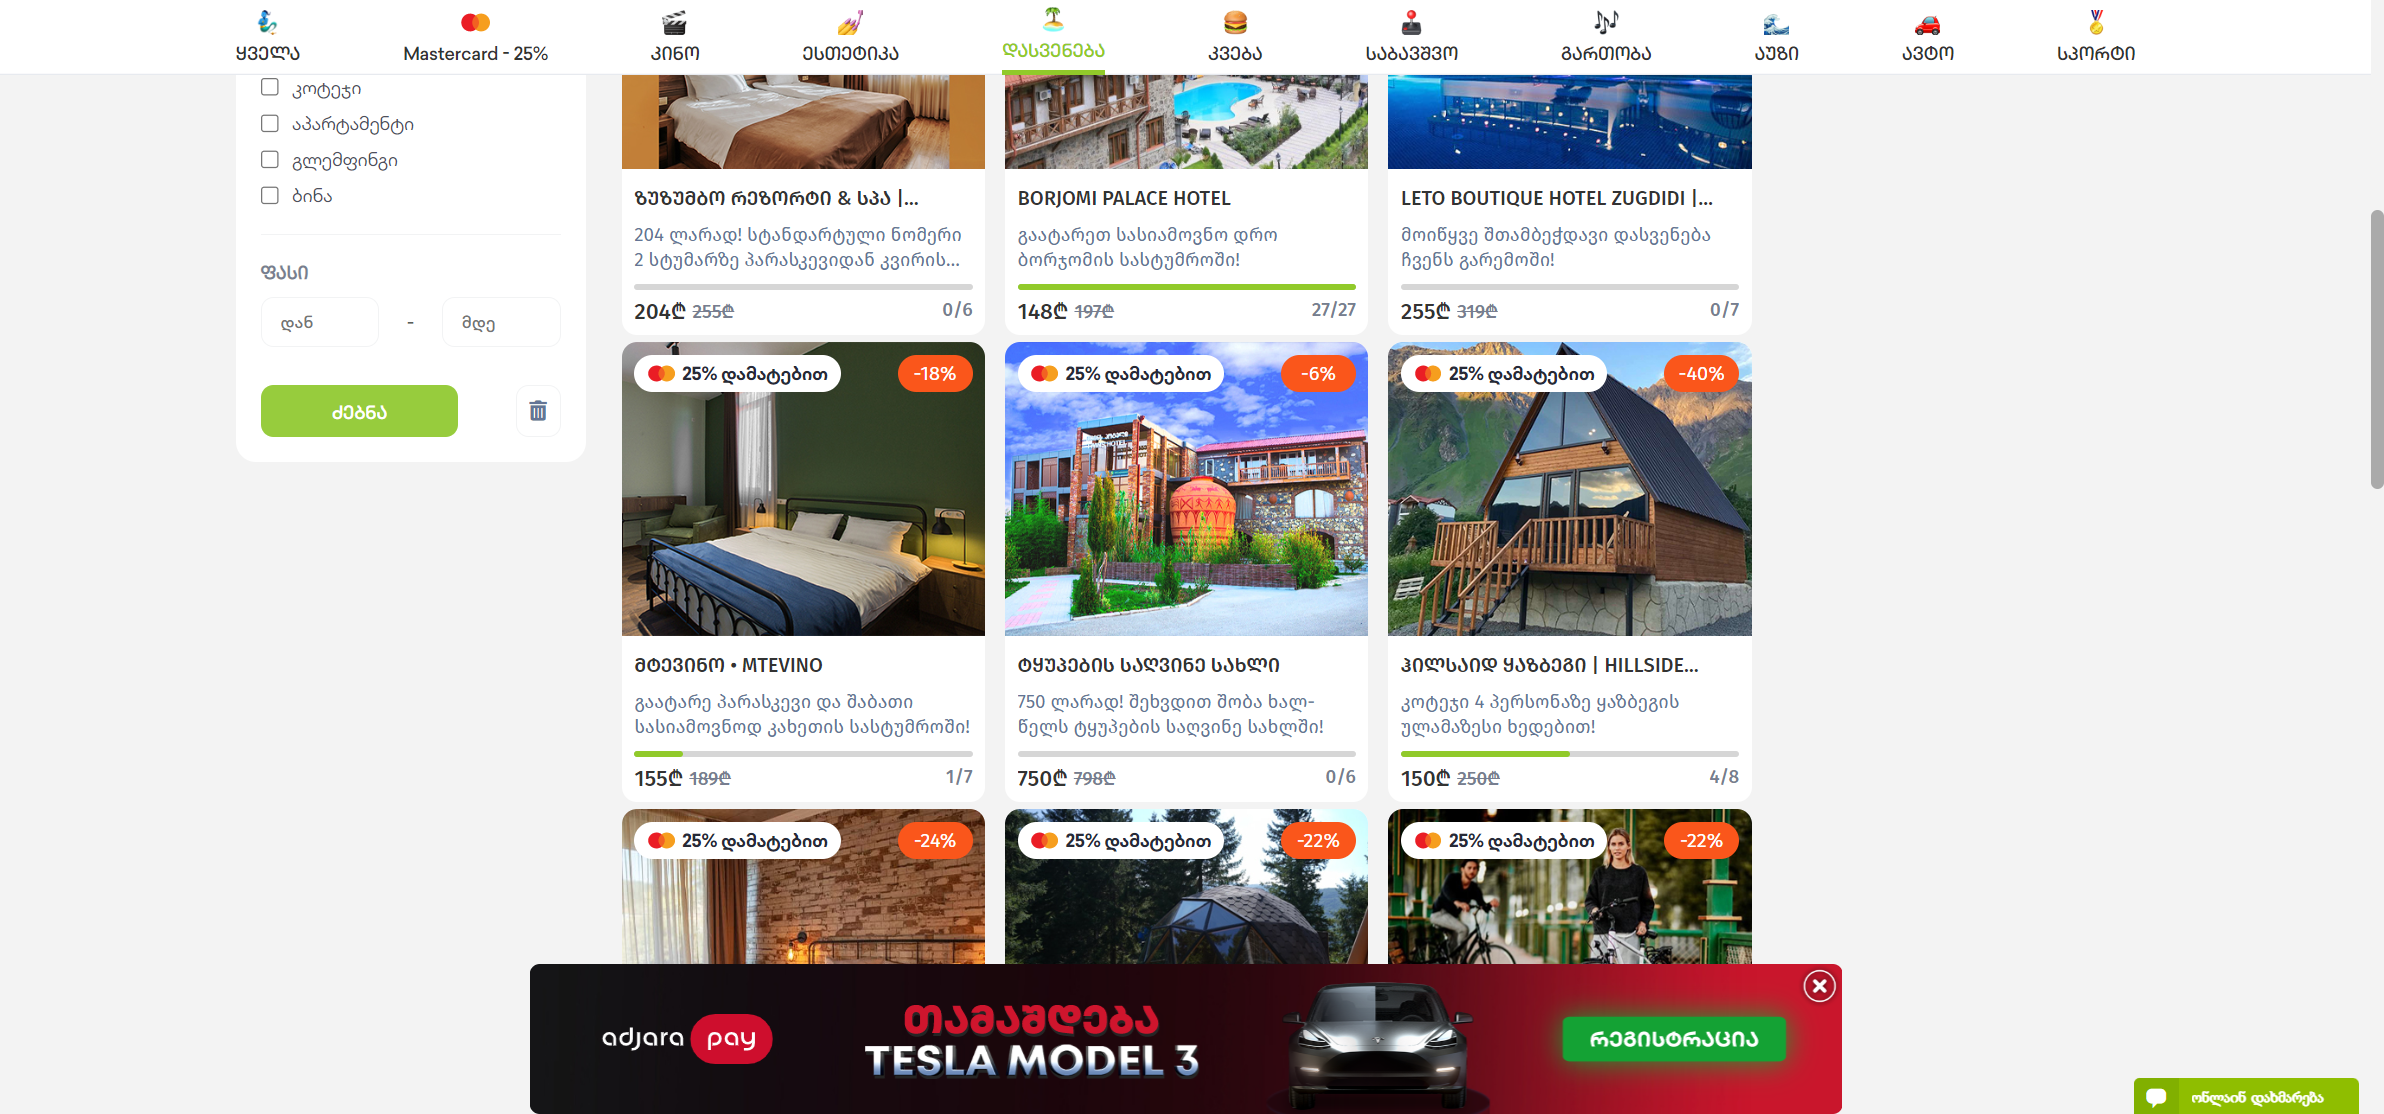 ყველა
Mastercard - 25%
კინო
ესთეტიკა
დასვენება
კვება
საბავშვო
გართობა
აუზი
ავტო
სპორტი
კოტეჯი
აპარტამენტი
გლემფინგი
ბინა
ფასი
დან
-
მდე
ძებნა
ზუზუმბო რეზორტი & სპა |...
204 ლარად! სტანდარტული ნომერი
2 სტუმარზე პარასკევიდან კვირის...
204₾ 255₾
0/6
BORJOMI PALACE HOTEL
გაატარეთ სასიამოვნო დრო
ბორჯომის სასტუმროში!
148₾ 197₾
27/27
LETO BOUTIQUE HOTEL ZUGDIDI |...
მოიწყვე შთამბეჭდავი დასვენება
ჩვენს გარემოში!
255₾ 319₾
0/7
25% დამატებით
-18%
მტევინო • MTEVINO
გაატარე პარასკევი და შაბათი
სასიამოვნოდ კახეთის სასტუმროში!
155₾ 189₾
1/7
25% დამატებით
-6%
ტყუპების საღვინე სახლი
750 ლარად! შეხვდით შობა ხალ-
წელს ტყუპების საღვინე სახლში!
750₾ 798₾
0/6
25% დამატებით
-40%
ჰილსაიდ ყაზბეგი | HILLSIDE...
კოტეჯი 4 პერსონაზე ყაზბეგის
ულამაზესი ხედებით!
150₾ 250₾
4/8
25% დამატებით
-24%
25% დამატებით
-22%
25% დამატებით
-22%
adjara pay
თამაშდება
TESLA MODEL 3
რეგისტრაცია
ონლაინ დახმარება